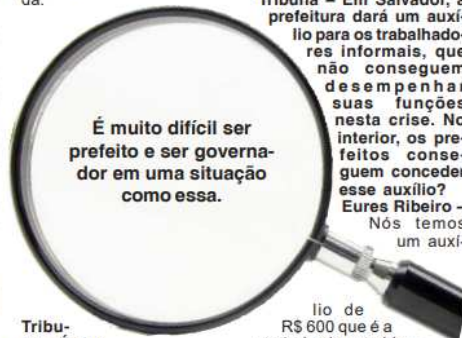 da.
Tribuna – Em Salvador, a
prefeitura dará um auxí-
lio para os trabalhado-
res informais, que
não conseguem
desempenhar
suas funções
nesta crise. No
interior, os pre-
feitos conse-
guem conceder
esse auxílio?
Eures Ribeiro –
Nós temos
um auxí-
lio de
R$ 600 que é a
É muito difícil ser
prefeito e ser governa-
dor em uma situação
como essa.
Tribu-